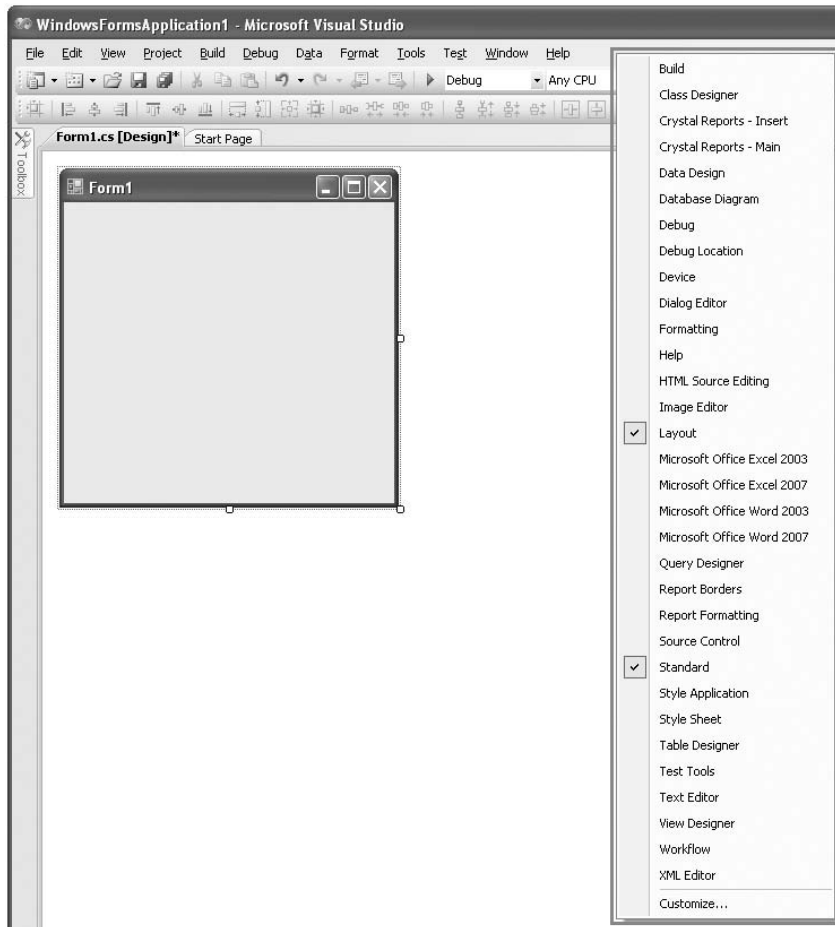 WindowsFormsApplication1 - Microsoft Visual Studio
File Edit View Project Build Debug Data Format Tools Test Window Help
Debug Any CPU
Toolbox
Form1.cs [Design]* Start Page
Form1
Build
Class Designer
Crystal Reports - Insert
Crystal Reports - Main
Data Design
Database Diagram
Debug
Debug Location
Device
Dialog Editor
Formatting
Help
HTML Source Editing
Image Editor
Layout
Microsoft Office Excel 2003
Microsoft Office Excel 2007
Microsoft Office Word 2003
Microsoft Office Word 2007
Query Designer
Report Borders
Report Formatting
Source Control
Standard
Style Application
Style Sheet
Table Designer
Test Tools
Text Editor
View Designer
Workflow
XML Editor
Customize...